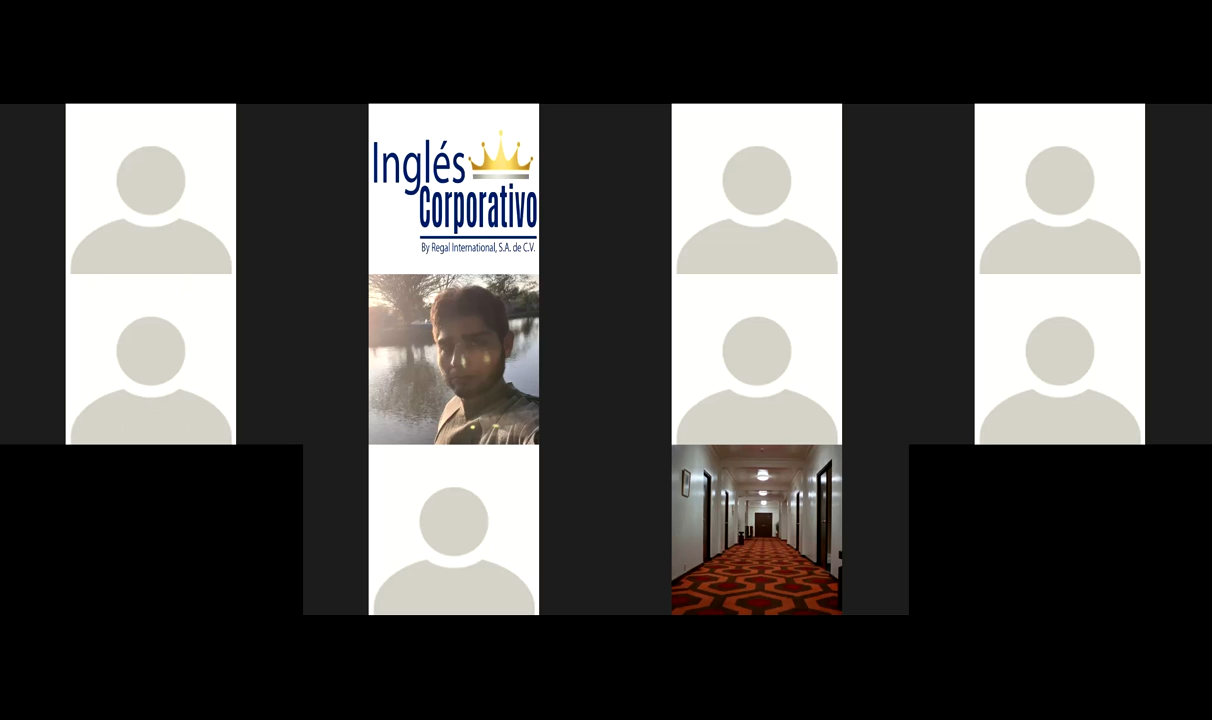 Inglés
Corporativo
By Regal International, S.A. de C.V.